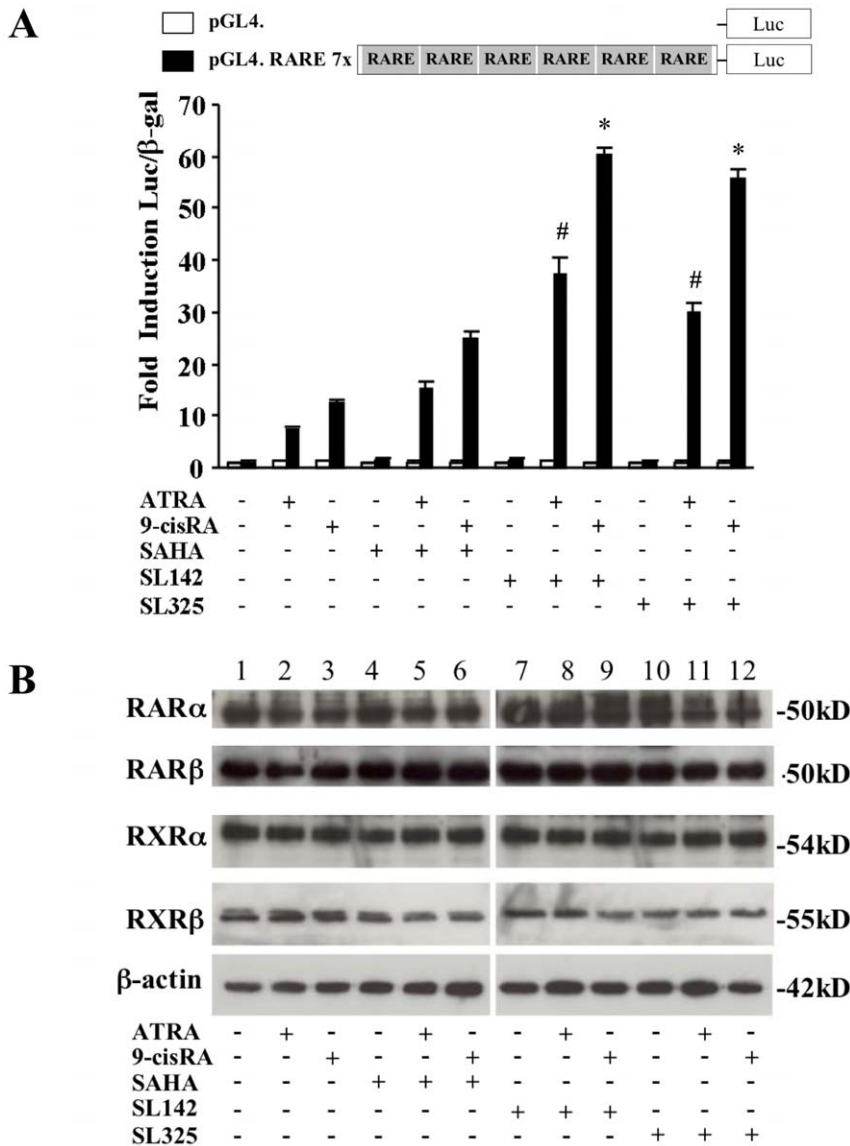 A
pGL4. Luc
pGL4. RARE 7x RARE RARE RARE RARE RARE RARE Luc
Fold Induction Luc/β-gal
70
60
50
40
30
20
10
0
# * # *
ATRA - + - - + - - + - - + -
9-cisRA - - + - - + - - + - - +
SAHA - - - + + + - - - - - -
SL142 - - - - - - + + + - - -
SL325 - - - - - - - - - + + +
B
1 2 3 4 5 6 7 8 9 10 11 12
RARα -50kD
RARβ -50kD
RXRα -54kD
RXRβ -55kD
β-actin -42kD
ATRA - + - - + - - + - - + -
9-cisRA - - + - - + - - + - - +
SAHA - - - + + + - - - - - -
SL142 - - - - - - + + + - - -
SL325 - - - - - - - - - + + +